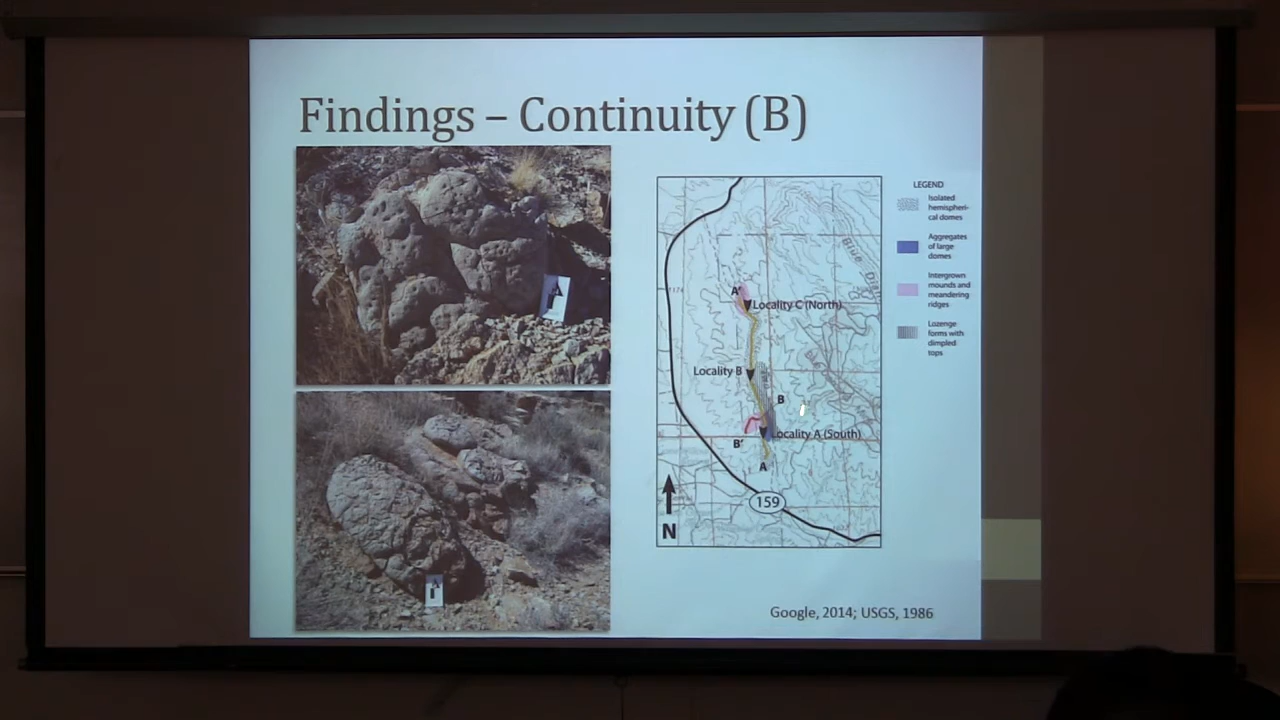 Findings – Continuity (B)
A
A
A'
Locality C (North)
Locality B
B
B'
Locality A (South)
A
159
N
LEGEND
Isolated
hemispheri-
cal domes
Aggregates
of large
domes
Intergrown
mounds and
meandering
ridges
Lozenge
forms with
dimpled
tops
Google, 2014; USGS, 1986